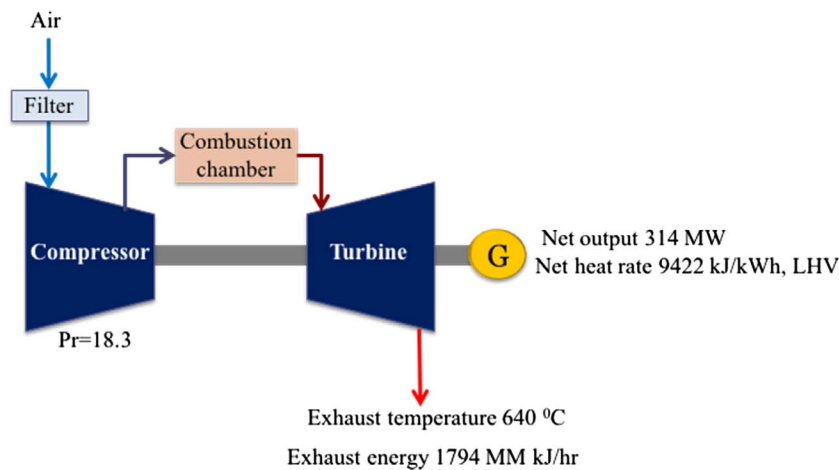 Air
Filter
Combustion
chamber
Compressor
Turbine
G
Net output 314 MW
Net heat rate 9422 kJ/kWh, LHV
Pr=18.3
Exhaust temperature 640 ⁰C
Exhaust energy 1794 MM kJ/hr